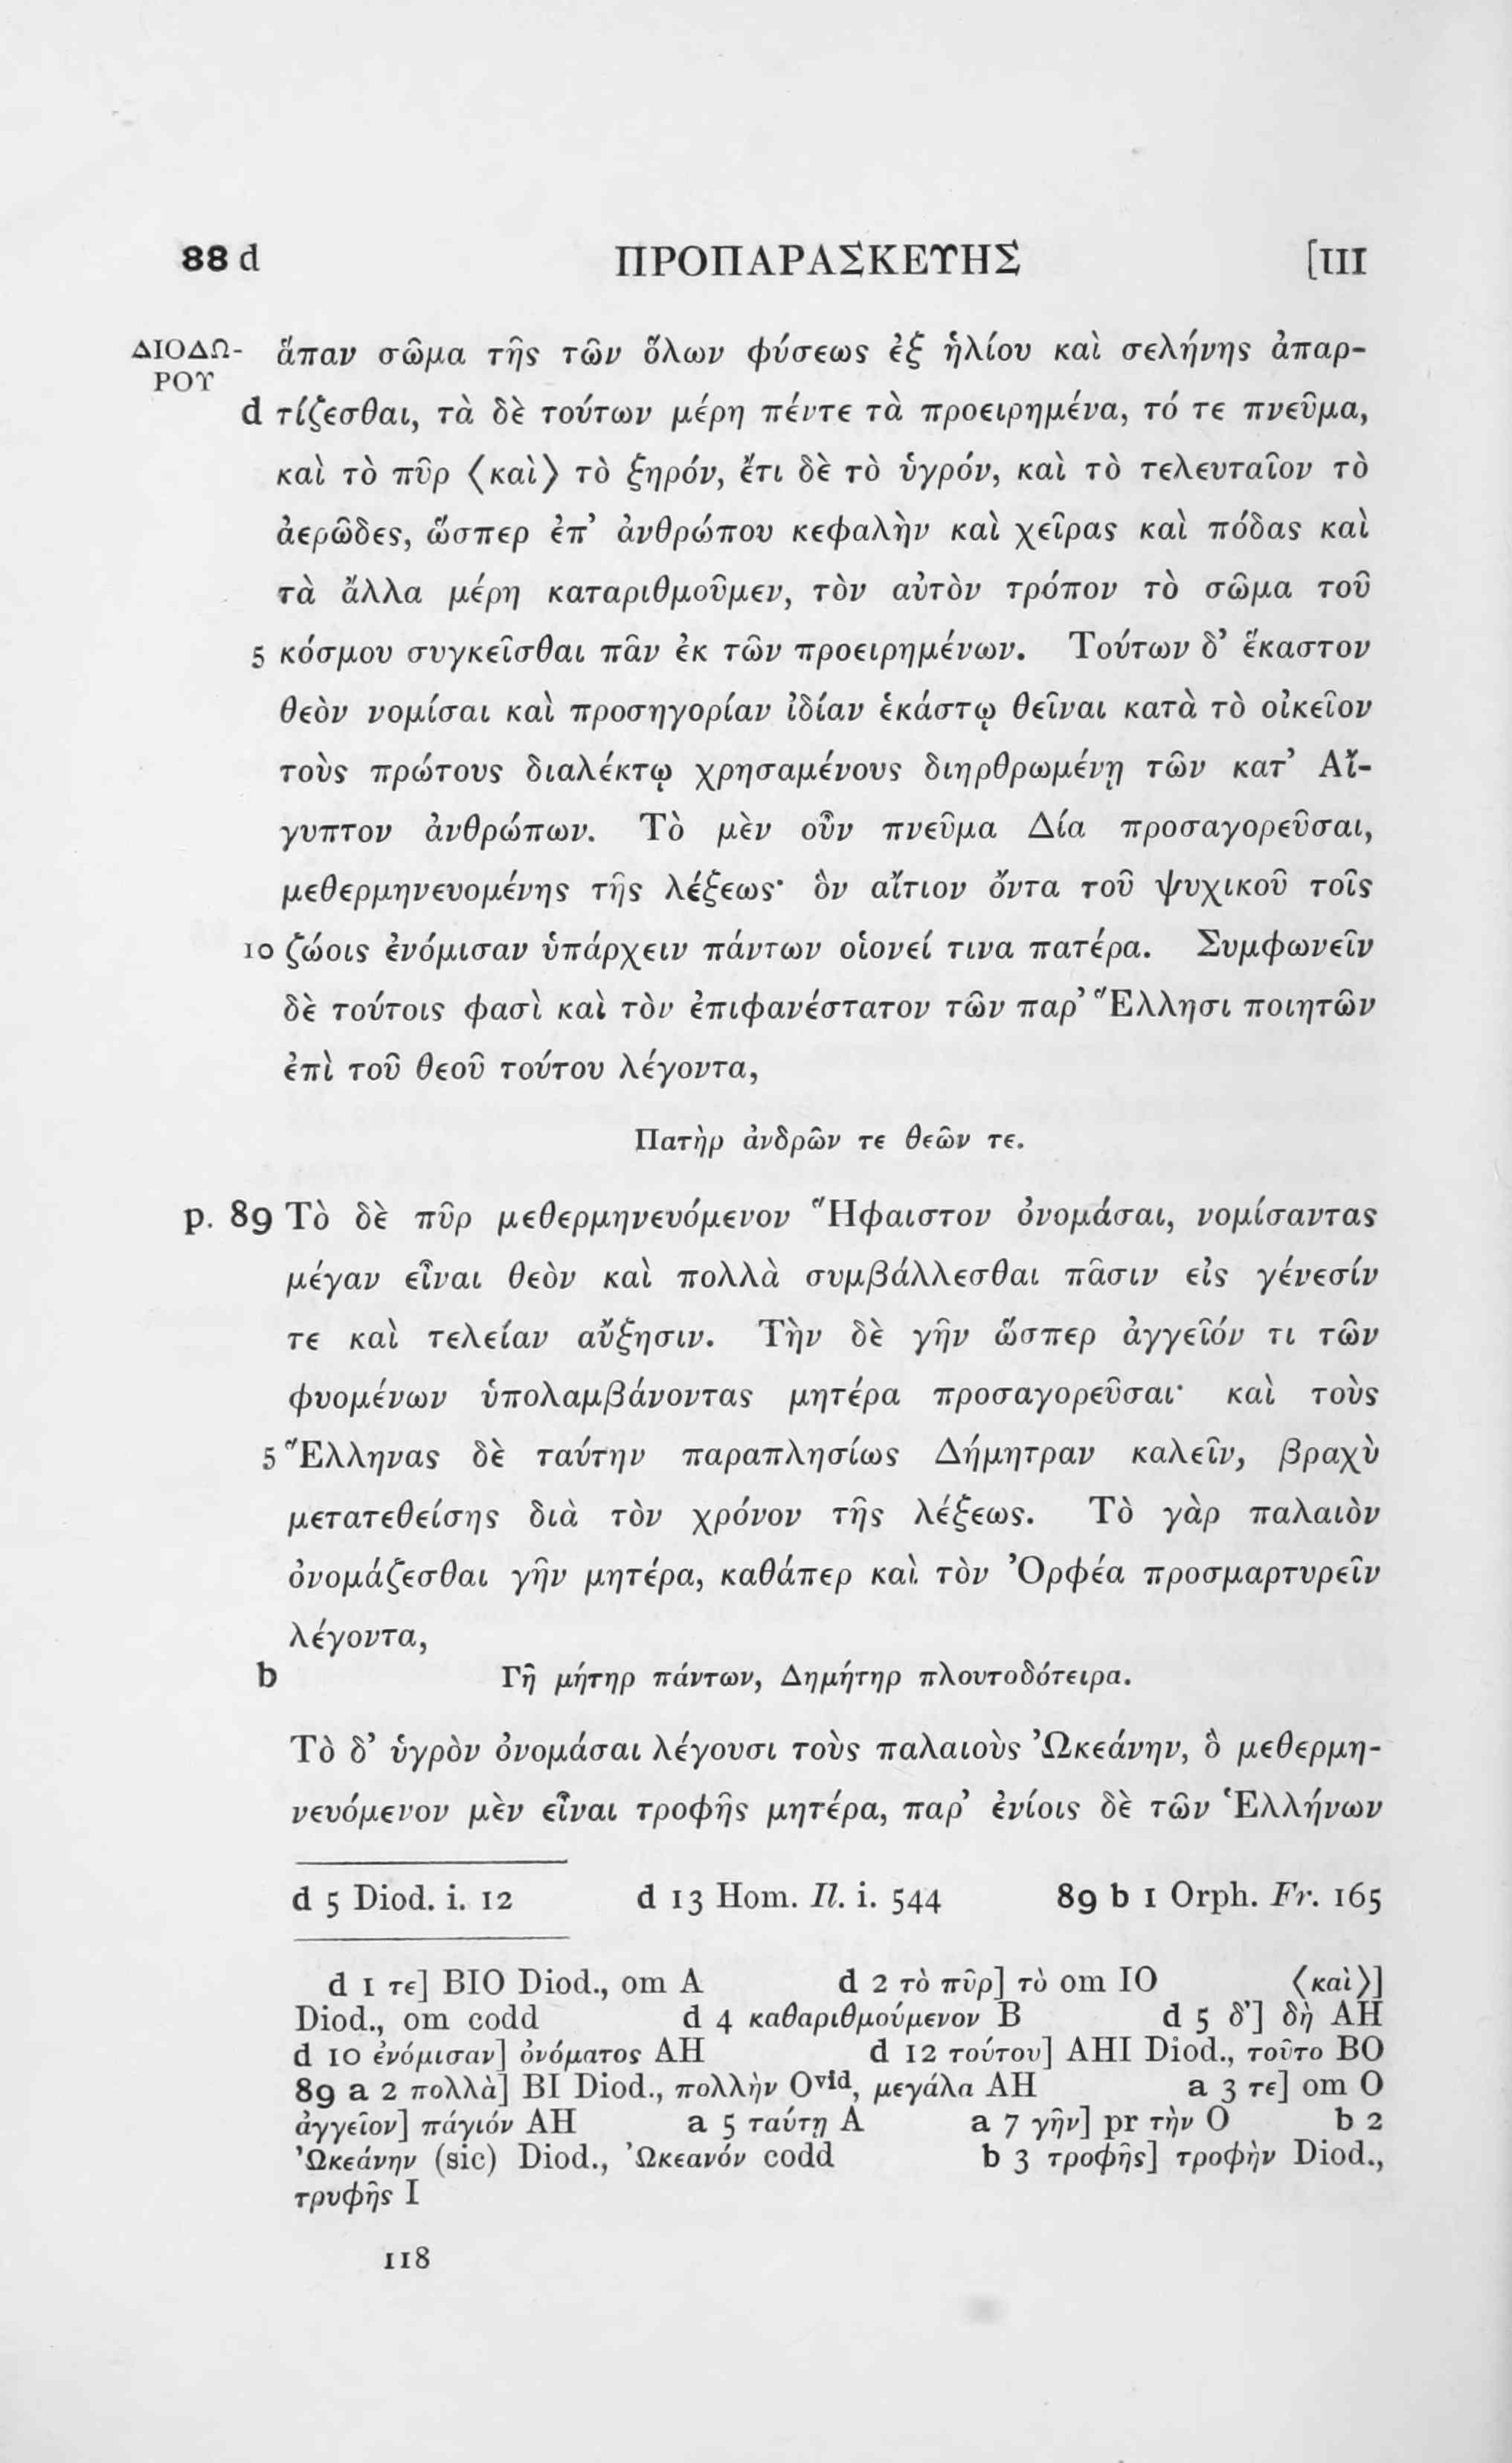 88 d ΠΡΟΠΑΡΑΣΚΕΥΗΣ [III
ΔΙΟΔΩ- ἅπαν σῶμα τῆς τῶν ὅλων φύσεως ἐξ ἡλίου καὶ σελήνης ἀπαρ-
ΡΟΥ
d τίζεσθαι, τὰ δὲ τούτων μέρη πέντε τὰ προειρημένα, τό τε πνεῦμα,
καὶ τὸ πῦρ ⟨καὶ⟩ τὸ ξηρόν, ἔτι δὲ τὸ ὑγρόν, καὶ τὸ τελευταῖον τὸ
ἀερῶδες, ὥσπερ ἐπ’ ἀνθρώπου κεφαλὴν καὶ χεῖρας καὶ πόδας καὶ
τὰ ἄλλα μέρη καταριθμοῦμεν, τὸν αὐτὸν τρόπον τὸ σῶμα τοῦ
5 κόσμου συγκεῖσθαι πᾶν ἐκ τῶν προειρημένων. Τούτων δ’ ἕκαστον
θεὸν νομίσαι καὶ προσηγορίαν ἰδίαν ἑκάστῳ θεῖναι κατὰ τὸ οἰκεῖον
τοὺς πρώτους διαλέκτῳ χρησαμένους διηρθρωμένῃ τῶν κατ’ Αἴ-
γυπτον ἀνθρώπων. Τὸ μὲν οὖν πνεῦμα Δία προσαγορεῦσαι,
μεθερμηνευομένης τῆς λέξεως· ὃν αἴτιον ὄντα τοῦ ψυχικοῦ τοῖς
10 ζώοις ἐνόμισαν ὑπάρχειν πάντων οἱονεί τινα πατέρα. Συμφωνεῖν
δὲ τούτοις φασὶ καὶ τὸν ἐπιφανέστατον τῶν παρ’ Ἕλλησι ποιητῶν
ἐπὶ τοῦ θεοῦ τούτου λέγοντα,
Πατὴρ ἀνδρῶν τε θεῶν τε.
p. 89 Τὸ δὲ πῦρ μεθερμηνευόμενον Ἥφαιστον ὀνομάσαι, νομίσαντας
μέγαν εἶναι θεὸν καὶ πολλὰ συμβάλλεσθαι πᾶσιν εἰς γένεσίν
τε καὶ τελείαν αὔξησιν. Τὴν δὲ γῆν ὥσπερ ἀγγεῖόν τι τῶν
φυομένων ὑπολαμβάνοντας μητέρα προσαγορεῦσαι· καὶ τοὺς
5 Ἕλληνας δὲ ταύτην παραπλησίως Δήμητραν καλεῖν, βραχὺ
μετατεθείσης διὰ τὸν χρόνον τῆς λέξεως. Τὸ γὰρ παλαιὸν
ὀνομάζεσθαι γῆν μητέρα, καθάπερ καὶ τὸν Ὀρφέα προσμαρτυρεῖν
λέγοντα,
b Γῆ μήτηρ πάντων, Δημήτηρ πλουτοδότειρα.
Τὸ δ’ ὑγρὸν ὀνομάσαι λέγουσι τοὺς παλαιοὺς Ὠκεάνην, ὃ μεθερμη-
νευόμενον μὲν εἶναι τροφῆς μητέρα, παρ’ ἐνίοις δὲ τῶν Ἑλλήνων
d 5 Diod. i. 12 d 13 Hom. Il. i. 544 89 b 1 Orph. Fr. 165
d 1 τε] BIO Diod., om A d 2 τὸ πῦρ] τὸ om IO ⟨καὶ⟩]
Diod., om codd d 4 καθαριθμούμενον B d 5 δ’] δὴ AH
d 10 ἐνόμισαν] ὀνόματος AH d 12 τούτου] AHI Diod., τοῦτο BO
89 a 2 πολλὰ] BI Diod., πολλὴν Ovid, μεγάλα AH a 3 τε] om O
ἀγγεῖον] πάγιόν AH a 5 ταύτῃ A a 7 γῆν] pr τὴν O b 2
Ὠκεάνην (sic) Diod., Ὠκεανόν codd b 3 τροφῆς] τροφὴν Diod.,
τρυφῆς I
118